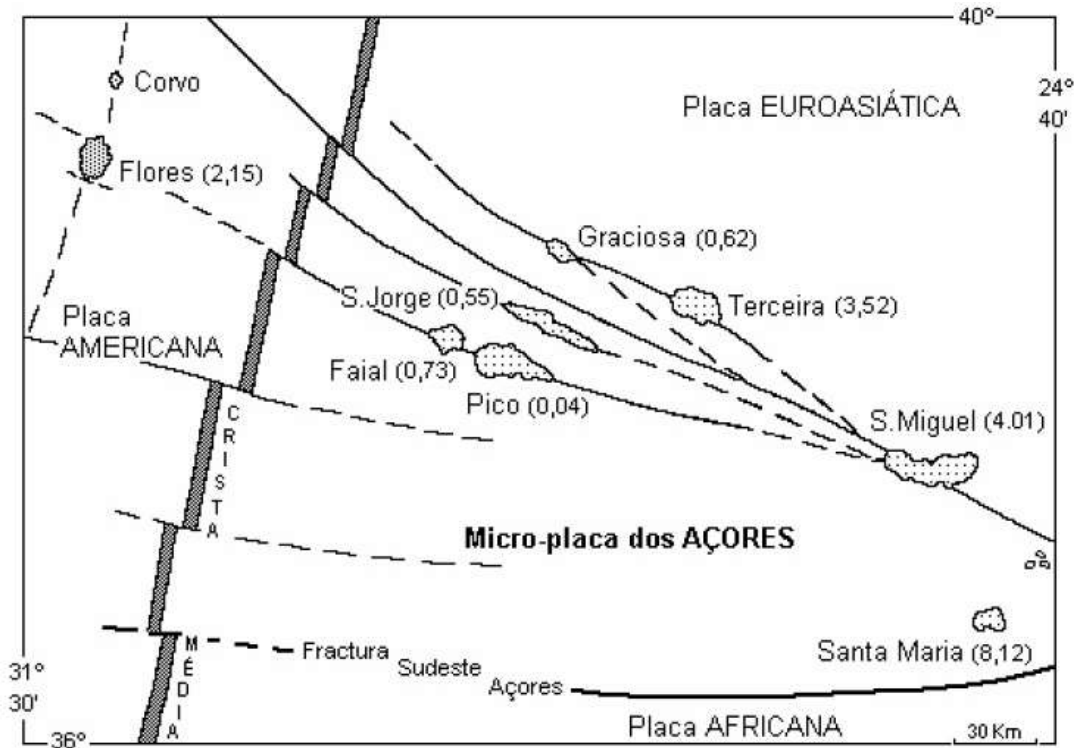 40°
24°
40'
Corvo
Placa EUROASIÁTICA
Flores (2,15)
Graciosa (0,62)
S.Jorge (0,55)
Terceira (3,52)
Placa
AMERICANA
Faial (0,73)
Pico (0,04)
S.Miguel (4.01)
CRISTA
Micro-placa dos AÇORES
MÉDIA
Fractura
Sudeste
Açores
Santa Maria (8,12)
31°
30'
Placa AFRICANA
30 Km
36°